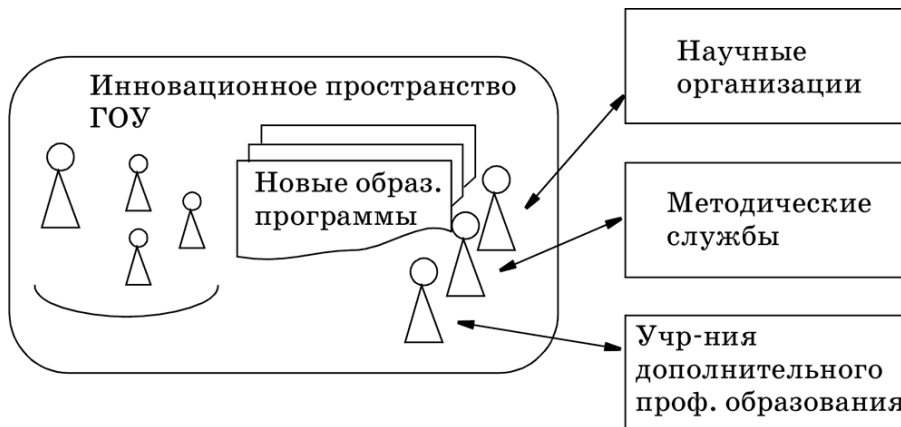 Инновационное пространство
ГОУ
Новые образ.
программы
Научные
организации
Методические
службы
Учр-ния
дополнительного
проф. образования